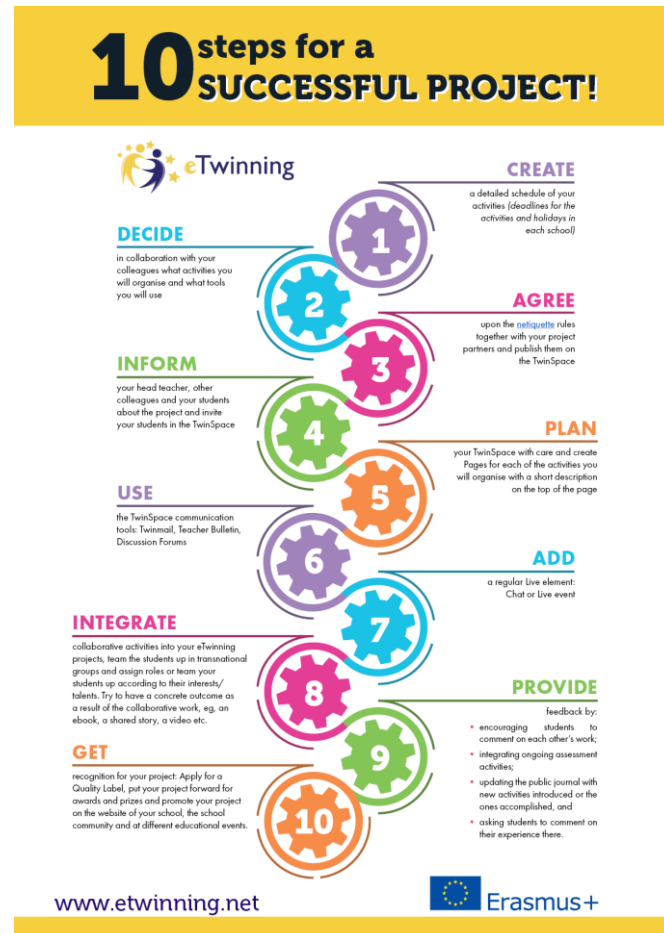 10 steps for a
SUCCESSFUL PROJECT!
eTwinning
1
CREATE
a detailed schedule of your
activities (deadlines for the
activities and holidays in
each school)
2
DECIDE
in collaboration with your
colleagues what activities you
will organise and what tools
you will use
3
AGREE
upon the netiquette rules
together with your project
partners and publish them on
the TwinSpace
4
INFORM
your head teacher, other
colleagues and your students
about the project and invite
your students in the TwinSpace
5
PLAN
your TwinSpace with care and create
Pages for each of the activities you
will organise with a short description
on the top of the page
6
USE
the TwinSpace communication
tools: Twinmail, Teacher Bulletin,
Discussion Forums
7
ADD
a regular Live element:
Chat or Live event
8
INTEGRATE
collaborative activities into your eTwinning
projects, team the students up in transnational
groups and assign roles or team your
students up according to their interests/
talents. Try to have a concrete outcome as
a result of the collaborative work, eg, an
ebook, a shared story, a video etc.
9
PROVIDE
feedback by:
• encouraging students to
comment on each other's work;
• integrating ongoing assessment
activities;
• updating the public journal with
new activities introduced or the
ones accomplished, and
• asking students to comment on
their experience there.
10
GET
recognition for your project: Apply for a
Quality Label, put your project forward for
awards and prizes and promote your project
on the website of your school, the school
community and at different educational events.
www.etwinning.net
Erasmus+